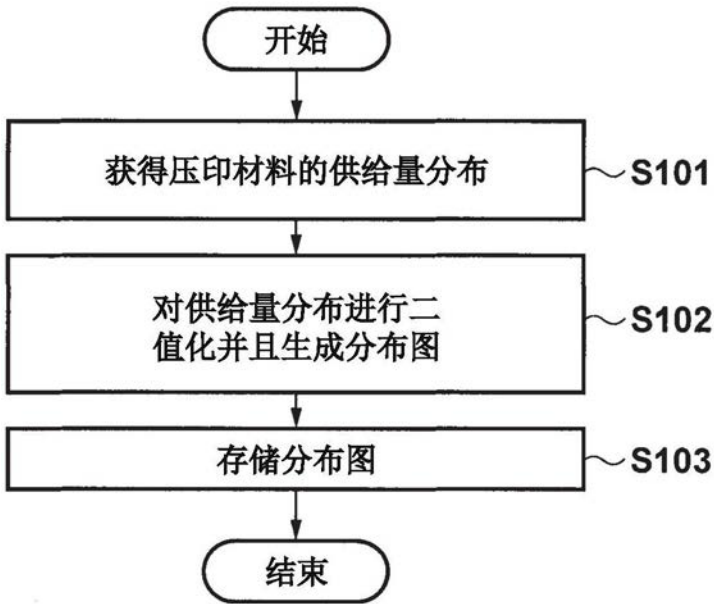 开始
获得压印材料的供给量分布
S101
对供给量分布进行二
值化并且生成分布图
S102
存储分布图
S103
结束